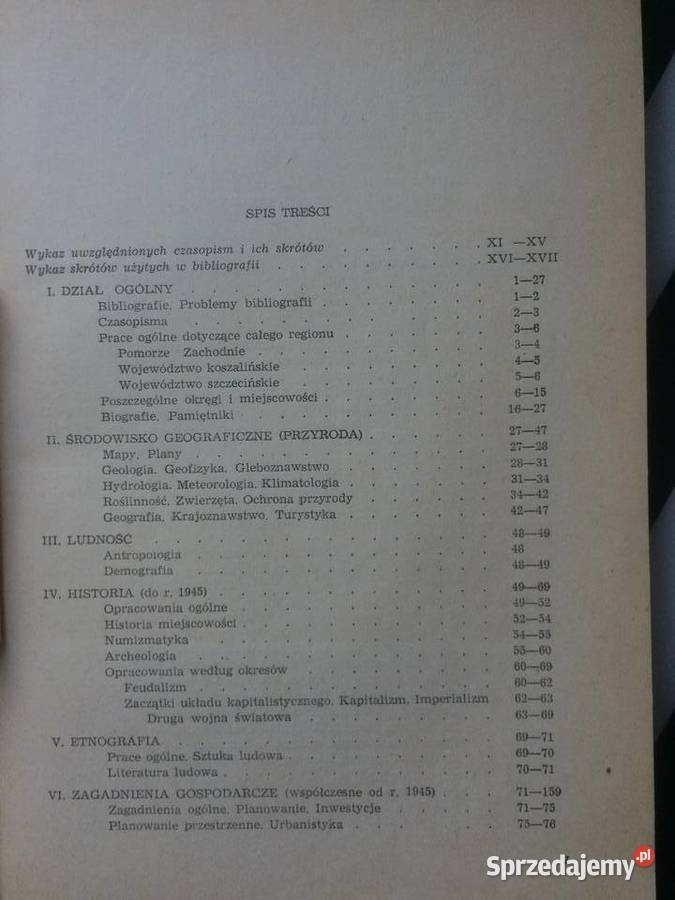 SPIS TREŚCI
Wykaz uwzględnionych czasopism i ich skrótów . . . . . . . XI —XV
Wykaz skrótów użytych w bibliografii . . . . . . . . . XVI—XVII
I. DZIAŁ OGÓLNY . . . . . . . . . . . . 1—27
Bibliografie. Problemy bibliografii . . . . . . . . 1—2
Czasopisma . . . . . . . . . . . . 2—3
Prace ogólne dotyczące całego regionu . . . . . . . 3—6
Pomorze Zachodnie . . . . . . . . . . 3—4
Województwo koszalińskie . . . . . . . . 4—5
Województwo szczecińskie . . . . . . . . 5—6
Poszczególne okręgi i miejscowości . . . . . . . 6—15
Biografie. Pamiętniki . . . . . . . . . . 16—27
II. ŚRODOWISKO GEOGRAFICZNE (PRZYRODA) . . . . . . 27—47
Mapy. Plany . . . . . . . . . . . . 27—28
Geologia. Geofizyka. Gleboznawstwo . . . . . . . 28—31
Hydrologia. Meteorologia. Klimatologia . . . . . . . 31—34
Roślinność. Zwierzęta. Ochrona przyrody . . . . . . 34—42
Geografia. Krajoznawstwo. Turystyka . . . . . . . 42—47
III. LUDNOŚĆ . . . . . . . . . . . . . 48—49
Antropologia . . . . . . . . . . . . 48
Demografia . . . . . . . . . . . . 48—49
IV. HISTORIA (do r. 1945) . . . . . . . . . . . 49—69
Opracowania ogólne . . . . . . . . . . 49—52
Historia miejscowości . . . . . . . . . . 52—54
Numizmatyka . . . . . . . . . . . 54—55
Archeologia . . . . . . . . . . . . 55—60
Opracowania według okresów . . . . . . . . 60—69
Feudalizm . . . . . . . . . . . . 60—62
Zaczątki układu kapitalistycznego. Kapitalizm. Imperializm 62—63
Druga wojna światowa . . . . . . . . 63—69
V. ETNOGRAFIA . . . . . . . . . . . . 69—71
Prace ogólne. Sztuka ludowa . . . . . . . . 69—70
Literatura ludowa . . . . . . . . . . . 70—71
VI. ZAGADNIENIA GOSPODARCZE (współczesne od r. 1945) . . . 71—159
Zagadnienia ogólne. Planowanie. Inwestycje . . . . . 71—75
Planowanie przestrzenne. Urbanistyka . . . . . . . 75—76
Sprzedajemy.pl